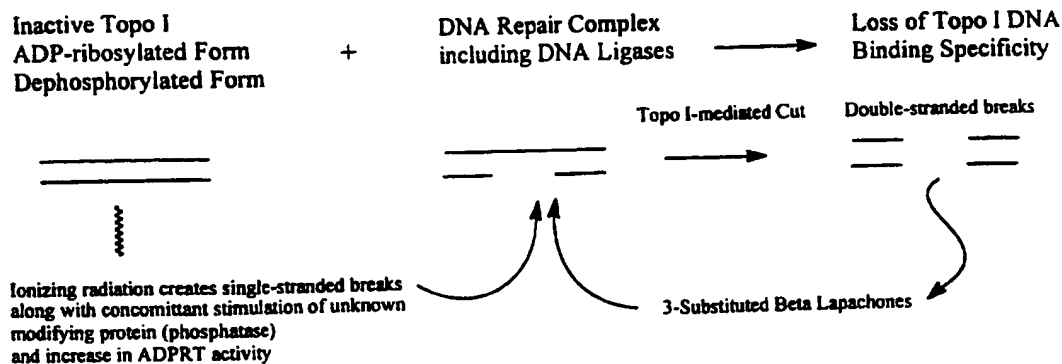 Inactive Topo I
ADP-ribosylated Form
Dephosphorylated Form
+
DNA Repair Complex
including DNA Ligases
Loss of Topo I DNA
Binding Specificity
Topo I-mediated Cut
Double-stranded breaks
Ionizing radiation creates single-stranded breaks
along with concomittant stimulation of unknown
modifying protein (phosphatase)
and increase in ADPRT activity
3-Substituted Beta Lapachones